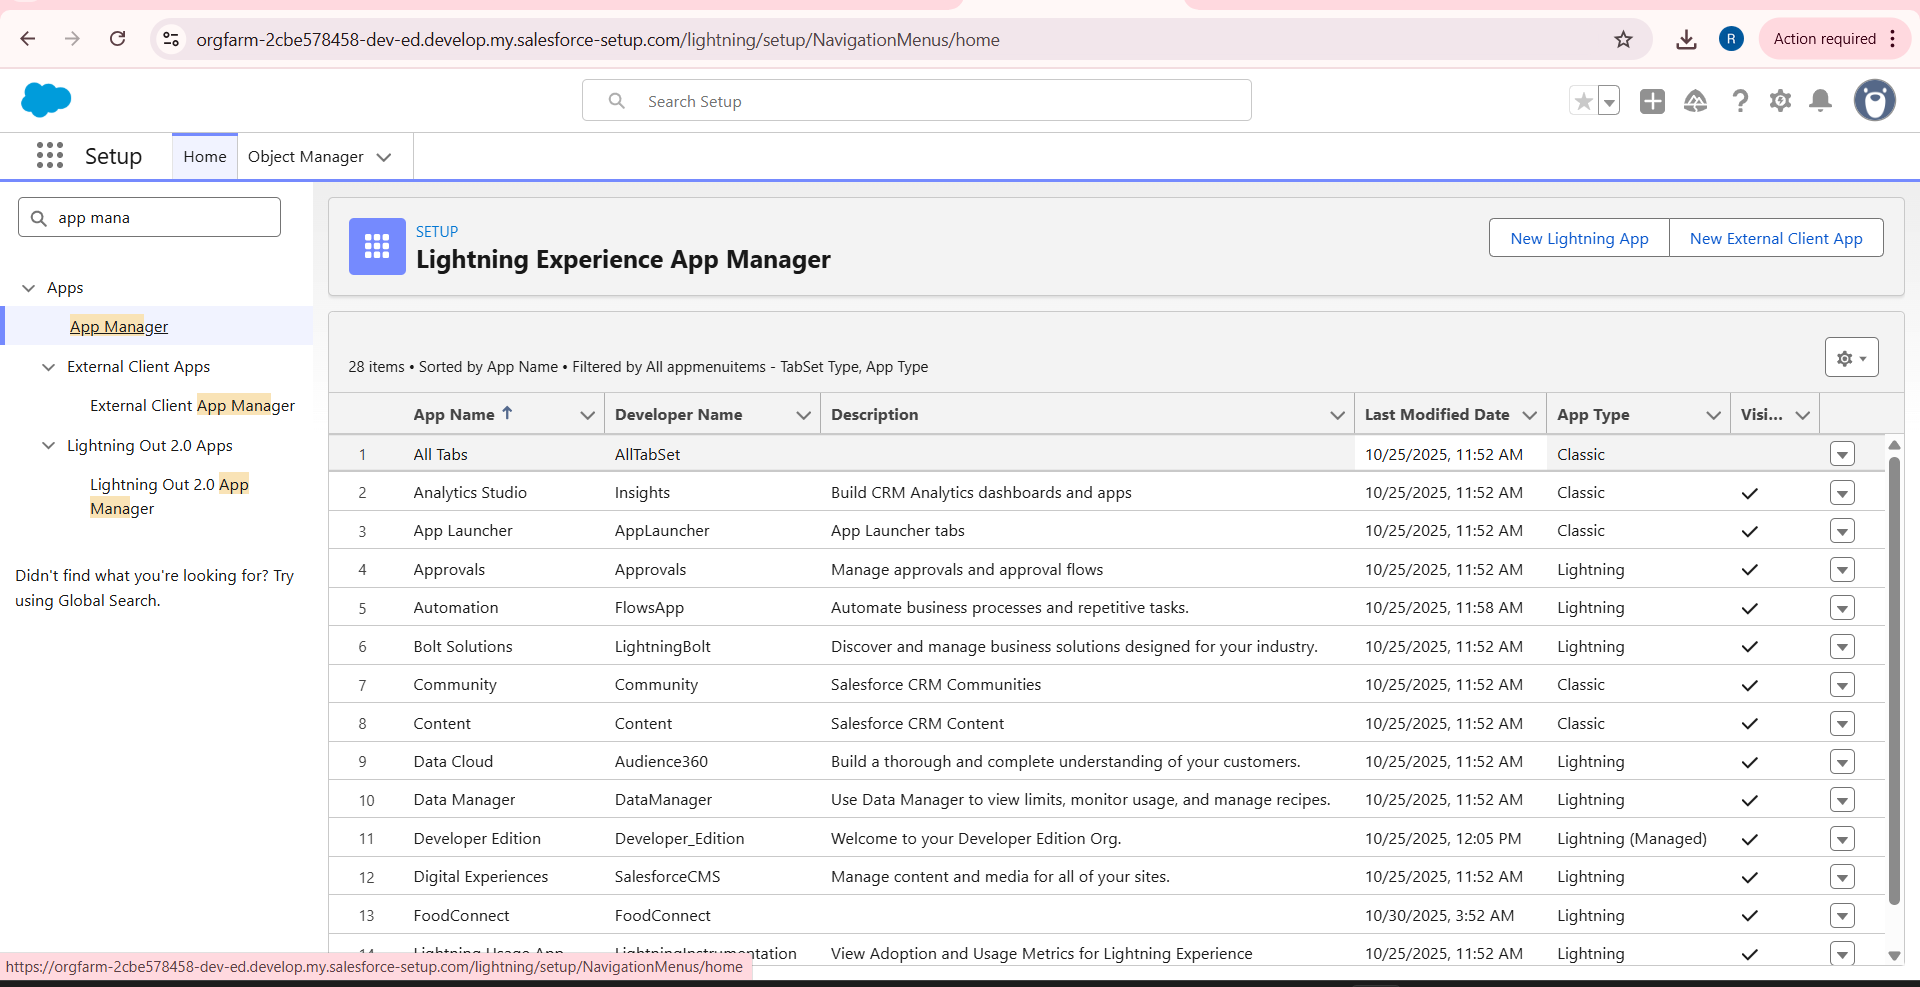 orgfarm-2cbe578458-dev-ed.develop.my.salesforce-setup.com/lightning/setup/NavigationMenus/home
R
Action required
Search Setup
Setup
Home
Object Manager
app mana
Apps
App Manager
External Client Apps
External Client App Manager
Lightning Out 2.0 Apps
Lightning Out 2.0 App
Manager
Didn't find what you're looking for? Try
using Global Search.
SETUP
Lightning Experience App Manager
New Lightning App
New External Client App
28 items • Sorted by App Name • Filtered by All appmenuitems - TabSet Type, App Type
App Name Developer Name Description Last Modified Date App Type Visi...
1 All Tabs AllTabSet 10/25/2025, 11:52 AM Classic
2 Analytics Studio Insights Build CRM Analytics dashboards and apps 10/25/2025, 11:52 AM Classic
3 App Launcher AppLauncher App Launcher tabs 10/25/2025, 11:52 AM Classic
4 Approvals Approvals Manage approvals and approval flows 10/25/2025, 11:52 AM Lightning
5 Automation FlowsApp Automate business processes and repetitive tasks. 10/25/2025, 11:58 AM Lightning
6 Bolt Solutions LightningBolt Discover and manage business solutions designed for your industry. 10/25/2025, 11:52 AM Lightning
7 Community Community Salesforce CRM Communities 10/25/2025, 11:52 AM Classic
8 Content Content Salesforce CRM Content 10/25/2025, 11:52 AM Classic
9 Data Cloud Audience360 Build a thorough and complete understanding of your customers. 10/25/2025, 11:52 AM Lightning
10 Data Manager DataManager Use Data Manager to view limits, monitor usage, and manage recipes. 10/25/2025, 11:52 AM Lightning
11 Developer Edition Developer_Edition Welcome to your Developer Edition Org. 10/25/2025, 12:05 PM Lightning (Managed)
12 Digital Experiences SalesforceCMS Manage content and media for all of your sites. 10/25/2025, 11:52 AM Lightning
13 FoodConnect FoodConnect 10/30/2025, 3:52 AM Lightning
14 Lightning Usage App LightningInstrumentation View Adoption and Usage Metrics for Lightning Experience 10/25/2025, 11:52 AM Lightning
https://orgfarm-2cbe578458-dev-ed.develop.my.salesforce-setup.com/lightning/setup/NavigationMenus/home